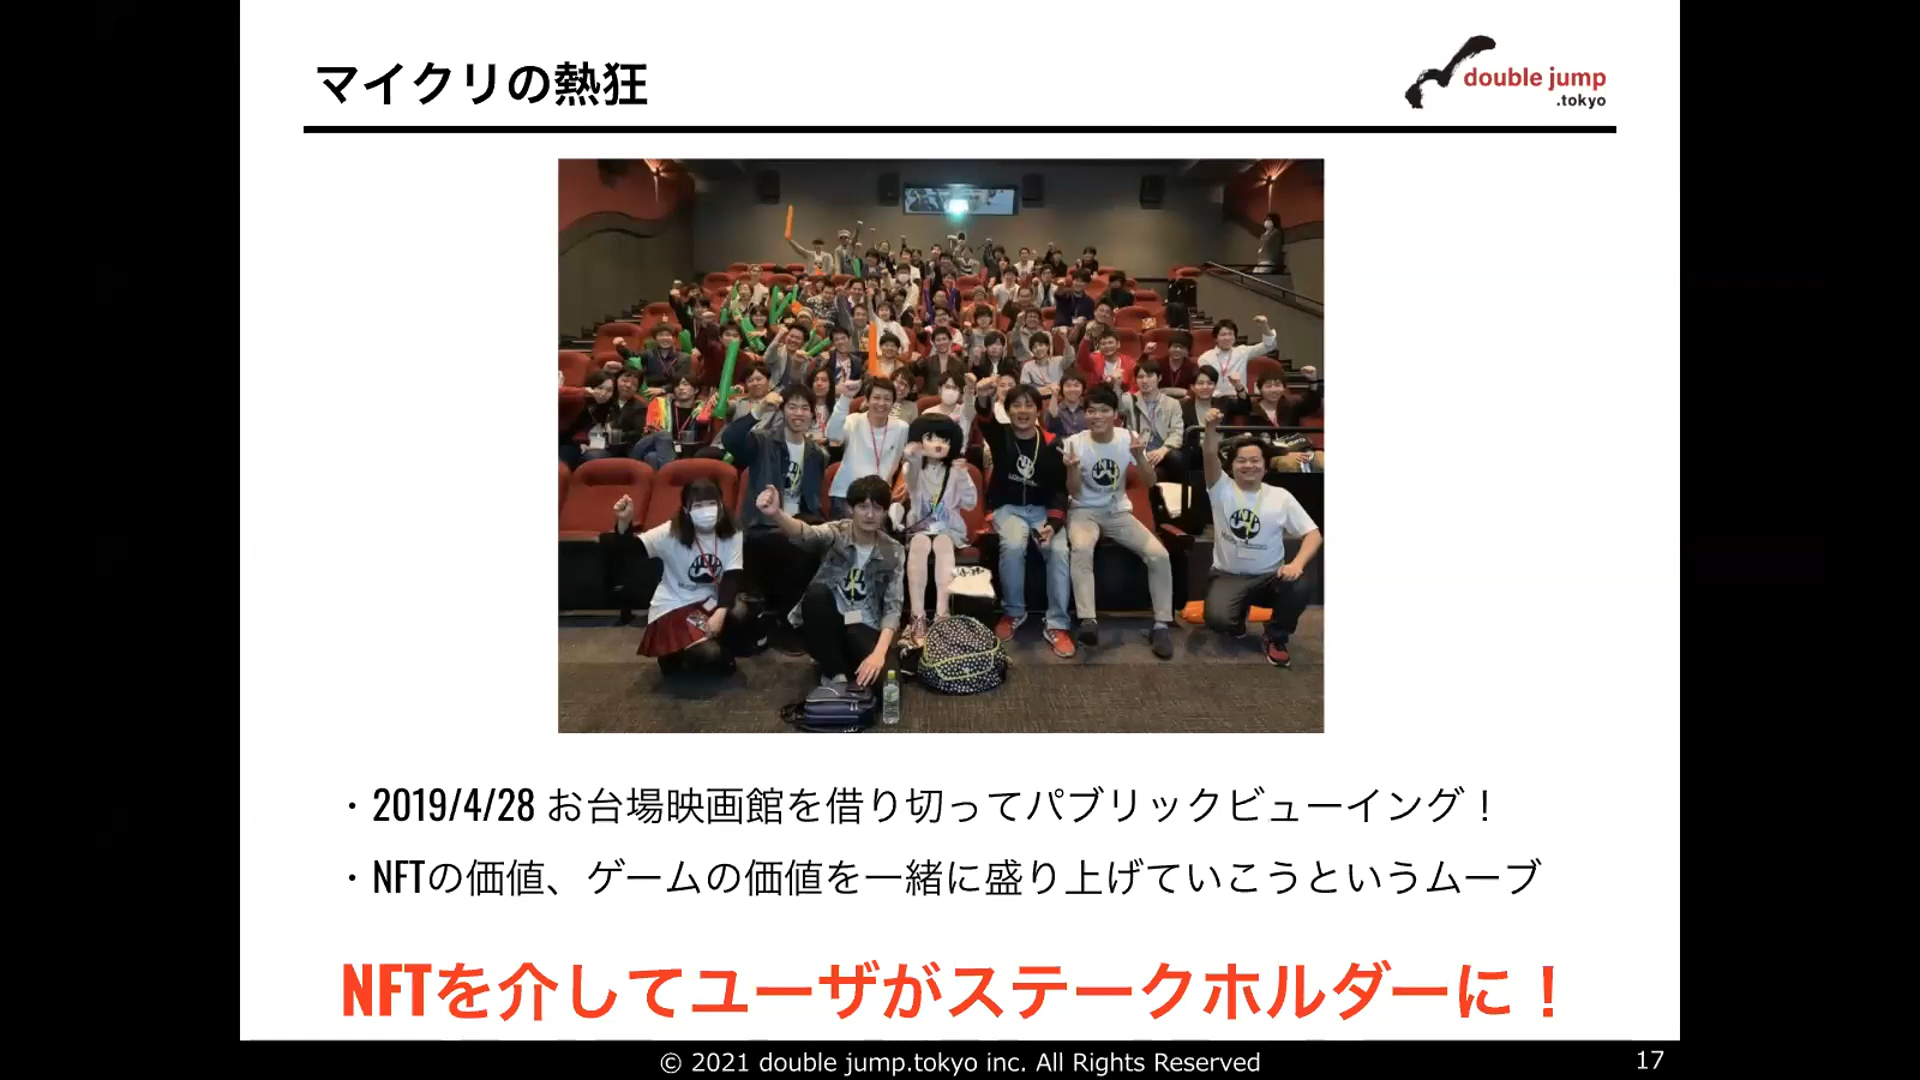 マイクリの熱狂
double jump
.tokyo
・2019/4/28 お台場映画館を借り切ってパブリックビューイング！
・NFTの価値、ゲームの価値を一緒に盛り上げていこうというムーブ
NFTを介してユーザがステークホルダーに！
© 2021 double jump.tokyo inc. All Rights Reserved
17